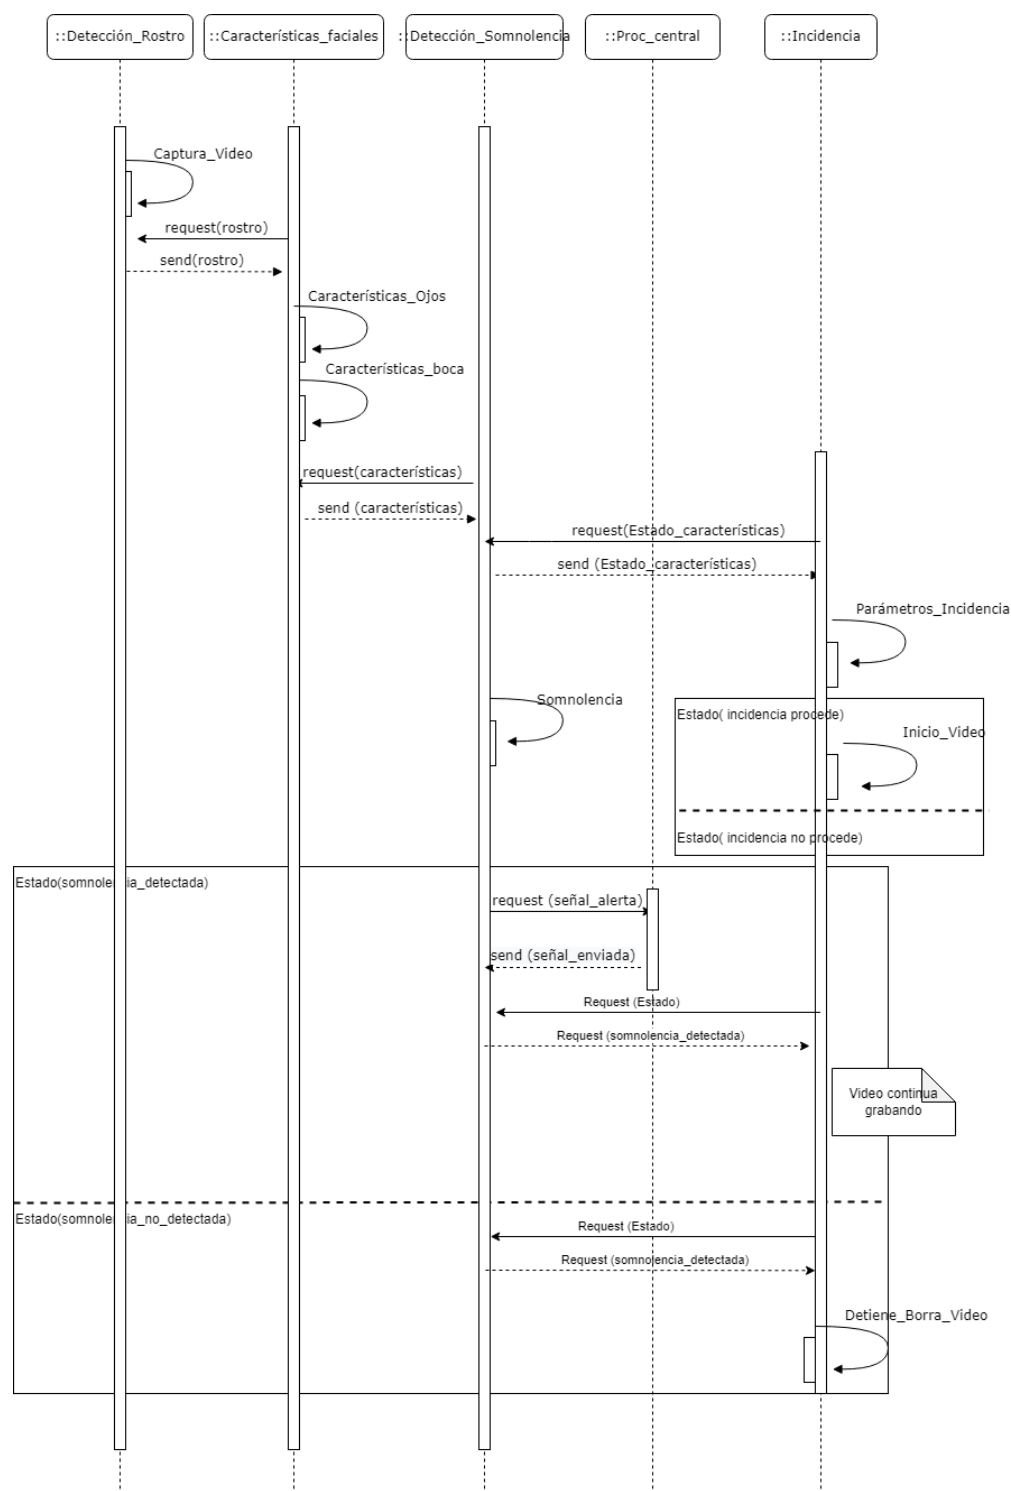 ::Detección_Rostro
::Características_faciales
::Detección_Somnolencia
::Proc_central
::Incidencia
Captura_Video
request(rostro)
send(rostro)
Características_Ojos
Características_boca
request(características)
send (características)
request(Estado_características)
send (Estado_características)
Parámetros_Incidencia
Somnolencia
Estado( incidencia procede)
Inicio_Video
Estado( incidencia no procede)
Estado(somnolencia_detectada)
request (señal_alerta)
send (señal_enviada)
Request (Estado)
Request (somnolencia_detectada)
Video continua
grabando
Estado(somnolencia_no_detectada)
Request (Estado)
Request (somnolencia_detectada)
Detiene_Borra_Video